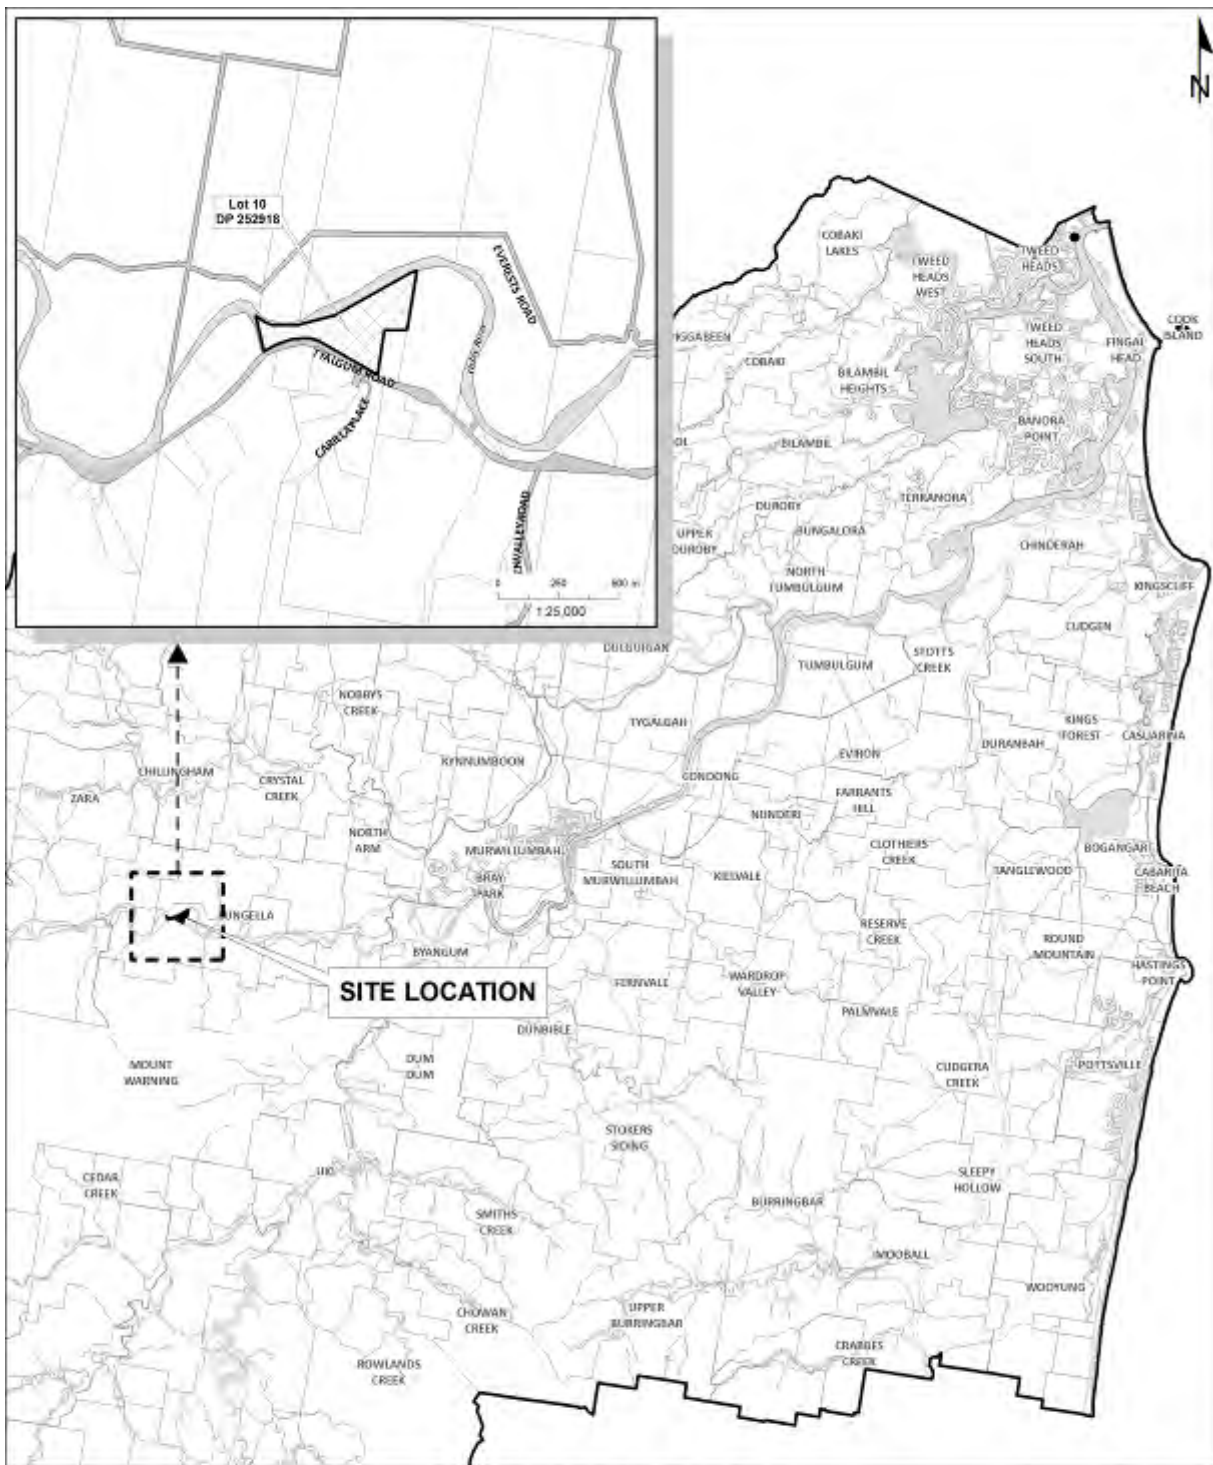 N
Lot 10
DP 252918
EVERESTS ROAD
TYALGUM ROAD
CARRLE PLACE
0 250 500 m
1:25,000
COBAKI
LAKES
TWEED
HEADS
WEST
TWEED
HEADS
COOK
ISLAND
TWEED
HEADS
SOUTH
FINGAL
HEAD
COBAKI
BILAMBIL
HEIGHTS
BANORA
POINT
BILAMBIL
TERRANORA
DUROBY
BUNGALORA
UPPER
DUROBY
CHINDERAH
NORTH
TUMBULGUM
KINGSCLIFF
CUDGEN
DULGUIGAN
TUMBULGUM
STOTTS
CREEK
NOBBYS
CREEK
TYGALGAH
KINGS
FOREST
CASUARINA
DURANBAH
EVIRON
KYNNUMBOON
CONDONG
CHILLINGHAM
CRYSTAL
CREEK
ZARA
FARRANTS
HILL
NUNDERI
NORTH
ARM
MURWILLUMBAH
CLOTHIERS
CREEK
BOGANGAR
SOUTH
MURWILLUMBAH
KIELVALE
TANGLEWOOD
CABARITA
BEACH
BRAY
PARK
UNGELLA
RESERVE
CREEK
ROUND
MOUNTAIN
BYANGUM
HASTINGS
POINT
SITE LOCATION
FERNVALE
WARDROP
VALLEY
PALMVALE
DUNBIBLE
MOUNT
WARNING
DUM
DUM
CUDGERA
CREEK
POTTSVILLE
STOKERS
SIDING
CEDAR
CREEK
UKI
SLEEPY
HOLLOW
BURRINGBAR
SMITHS
CREEK
MOOBALL
WOOYUNG
CHOWAN
CREEK
UPPER
BURRINGBAR
CRABBES
CREEK
ROWLANDS
CREEK